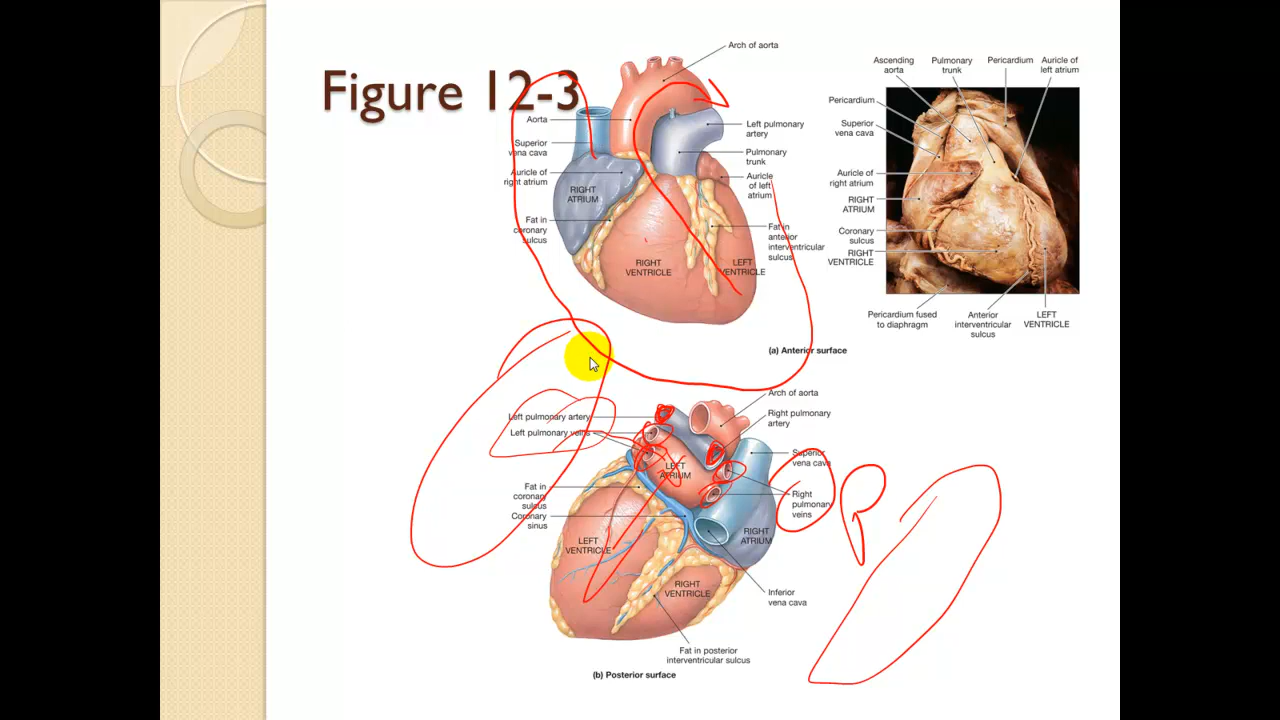 Figure 12-3
Arch of aorta
Aorta
Superior
vena cava
Auricle of
right atrium
RIGHT
ATRIUM
Fat in
coronary
sulcus
RIGHT
VENTRICLE
LEFT
VENTRICLE
Left pulmonary
artery
Pulmonary
trunk
Auricle
of left
atrium
Fat in
anterior
interventricular
sulcus
(a) Anterior surface
Ascending
aorta
Pulmonary
trunk
Pericardium
Auricle of
left atrium
Pericardium
Superior
vena cava
Auricle of
right atrium
RIGHT
ATRIUM
Coronary
sulcus
RIGHT
VENTRICLE
Pericardium fused
to diaphragm
Anterior
interventricular
sulcus
LEFT
VENTRICLE
Left pulmonary artery
Left pulmonary veins
Fat in
coronary
sulcus
Coronary
sinus
LEFT
ATRIUM
LEFT
VENTRICLE
RIGHT
ATRIUM
RIGHT
VENTRICLE
Arch of aorta
Right pulmonary
artery
Superior
vena cava
Right
pulmonary
veins
Inferior
vena cava
Fat in posterior
interventricular sulcus
(b) Posterior surface